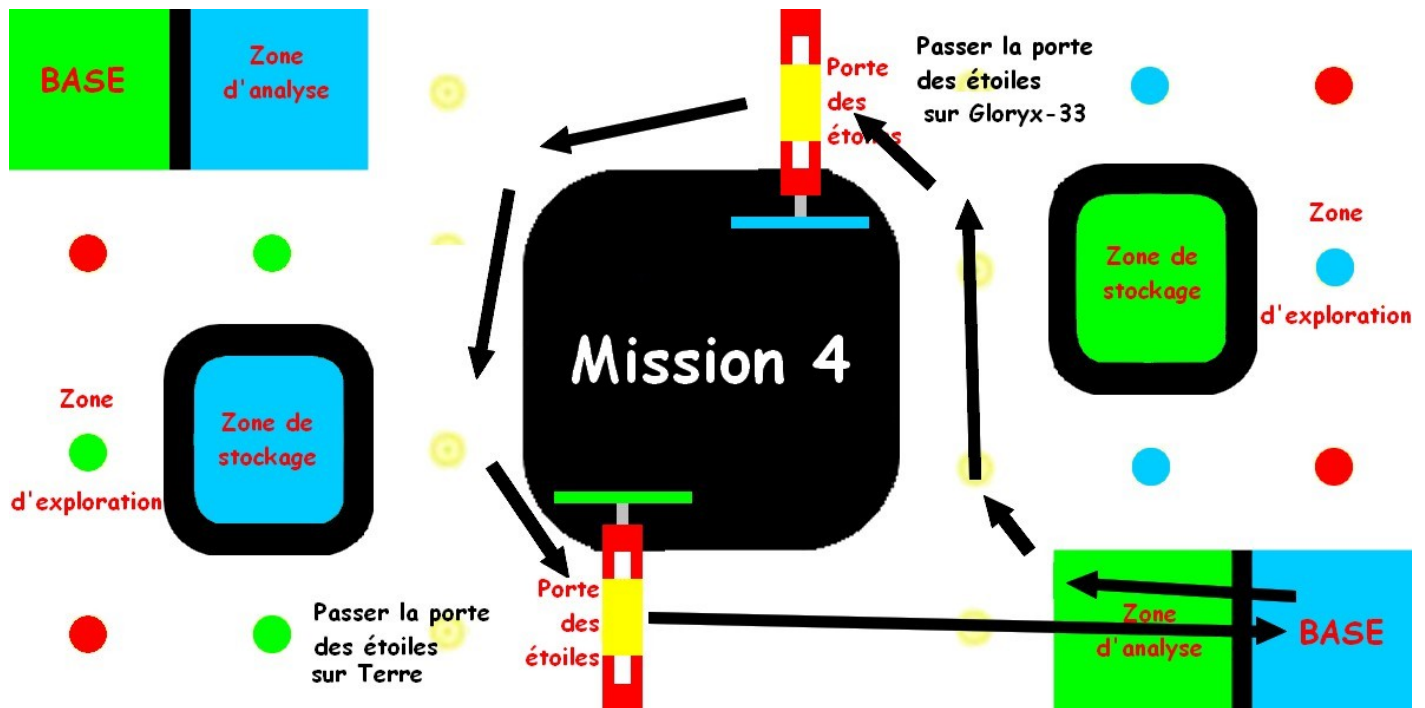 BASE
Zone
d'analyse
Porte
des
étoiles
Passer la porte
des étoiles
sur Gloryx-33
Zone de
stockage
Zone
d'exploration
Mission 4
Zone
d'exploration
Zone de
stockage
Passer la porte
des étoiles
sur Terre
Porte
des
étoiles
Zone
d'analyse
BASE